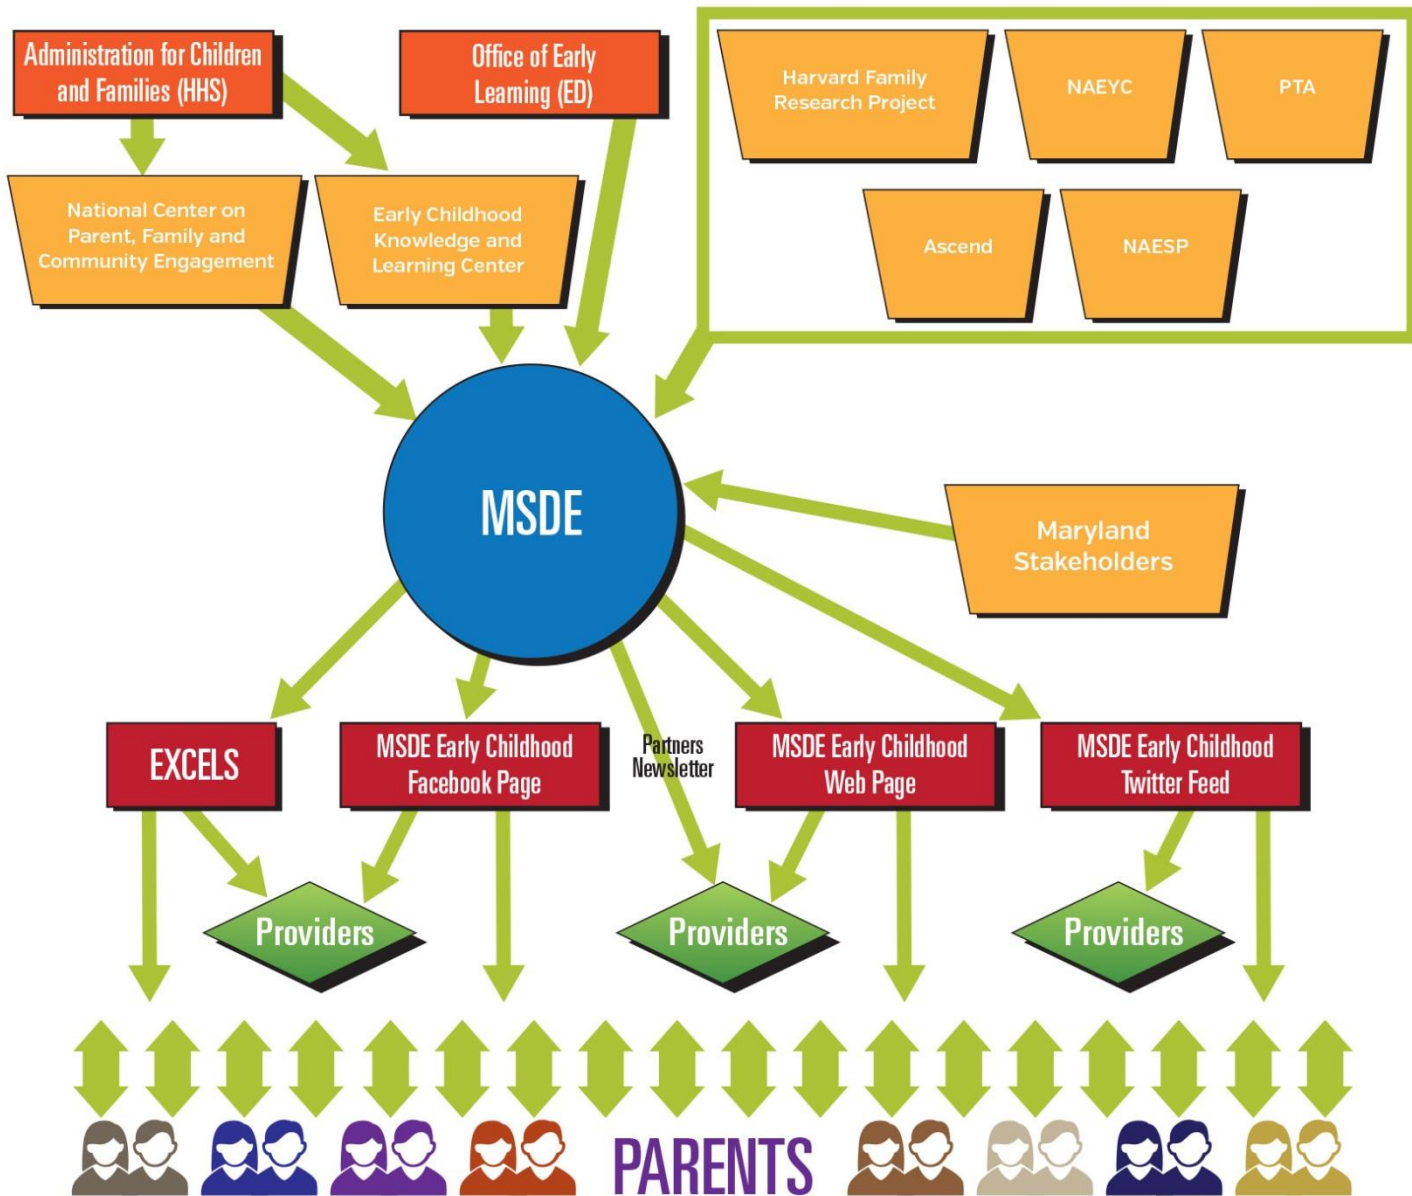 Administration for Children
and Families (HHS)
Office of Early
Learning (ED)
Harvard Family
Research Project
NAEYC
PTA
National Center on
Parent, Family and
Community Engagement
Early Childhood
Knowledge and
Learning Center
Ascend
NAESP
MSDE
Maryland
Stakeholders
EXCELS
MSDE Early Childhood
Facebook Page
Partners
Newsletter
MSDE Early Childhood
Web Page
MSDE Early Childhood
Twitter Feed
Providers
Providers
Providers
PARENTS